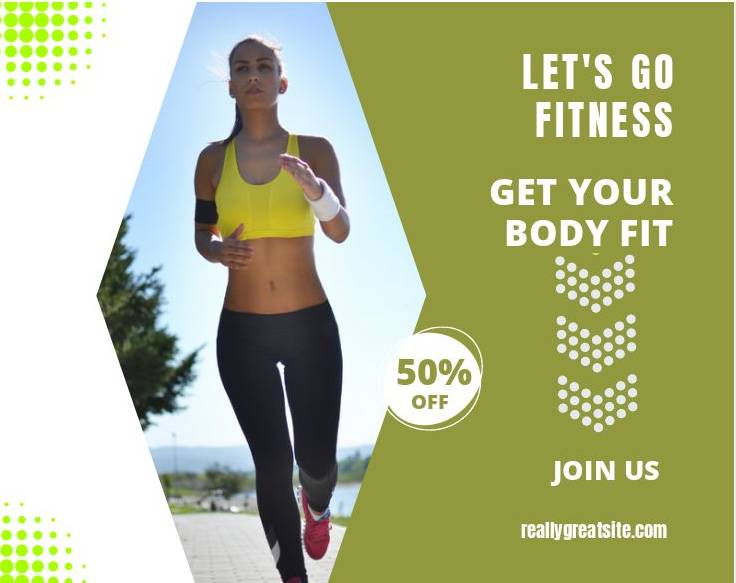 LET'S GO
FITNESS
GET YOUR
BODY FIT
50%
OFF
JOIN US
reallygreatsite.com